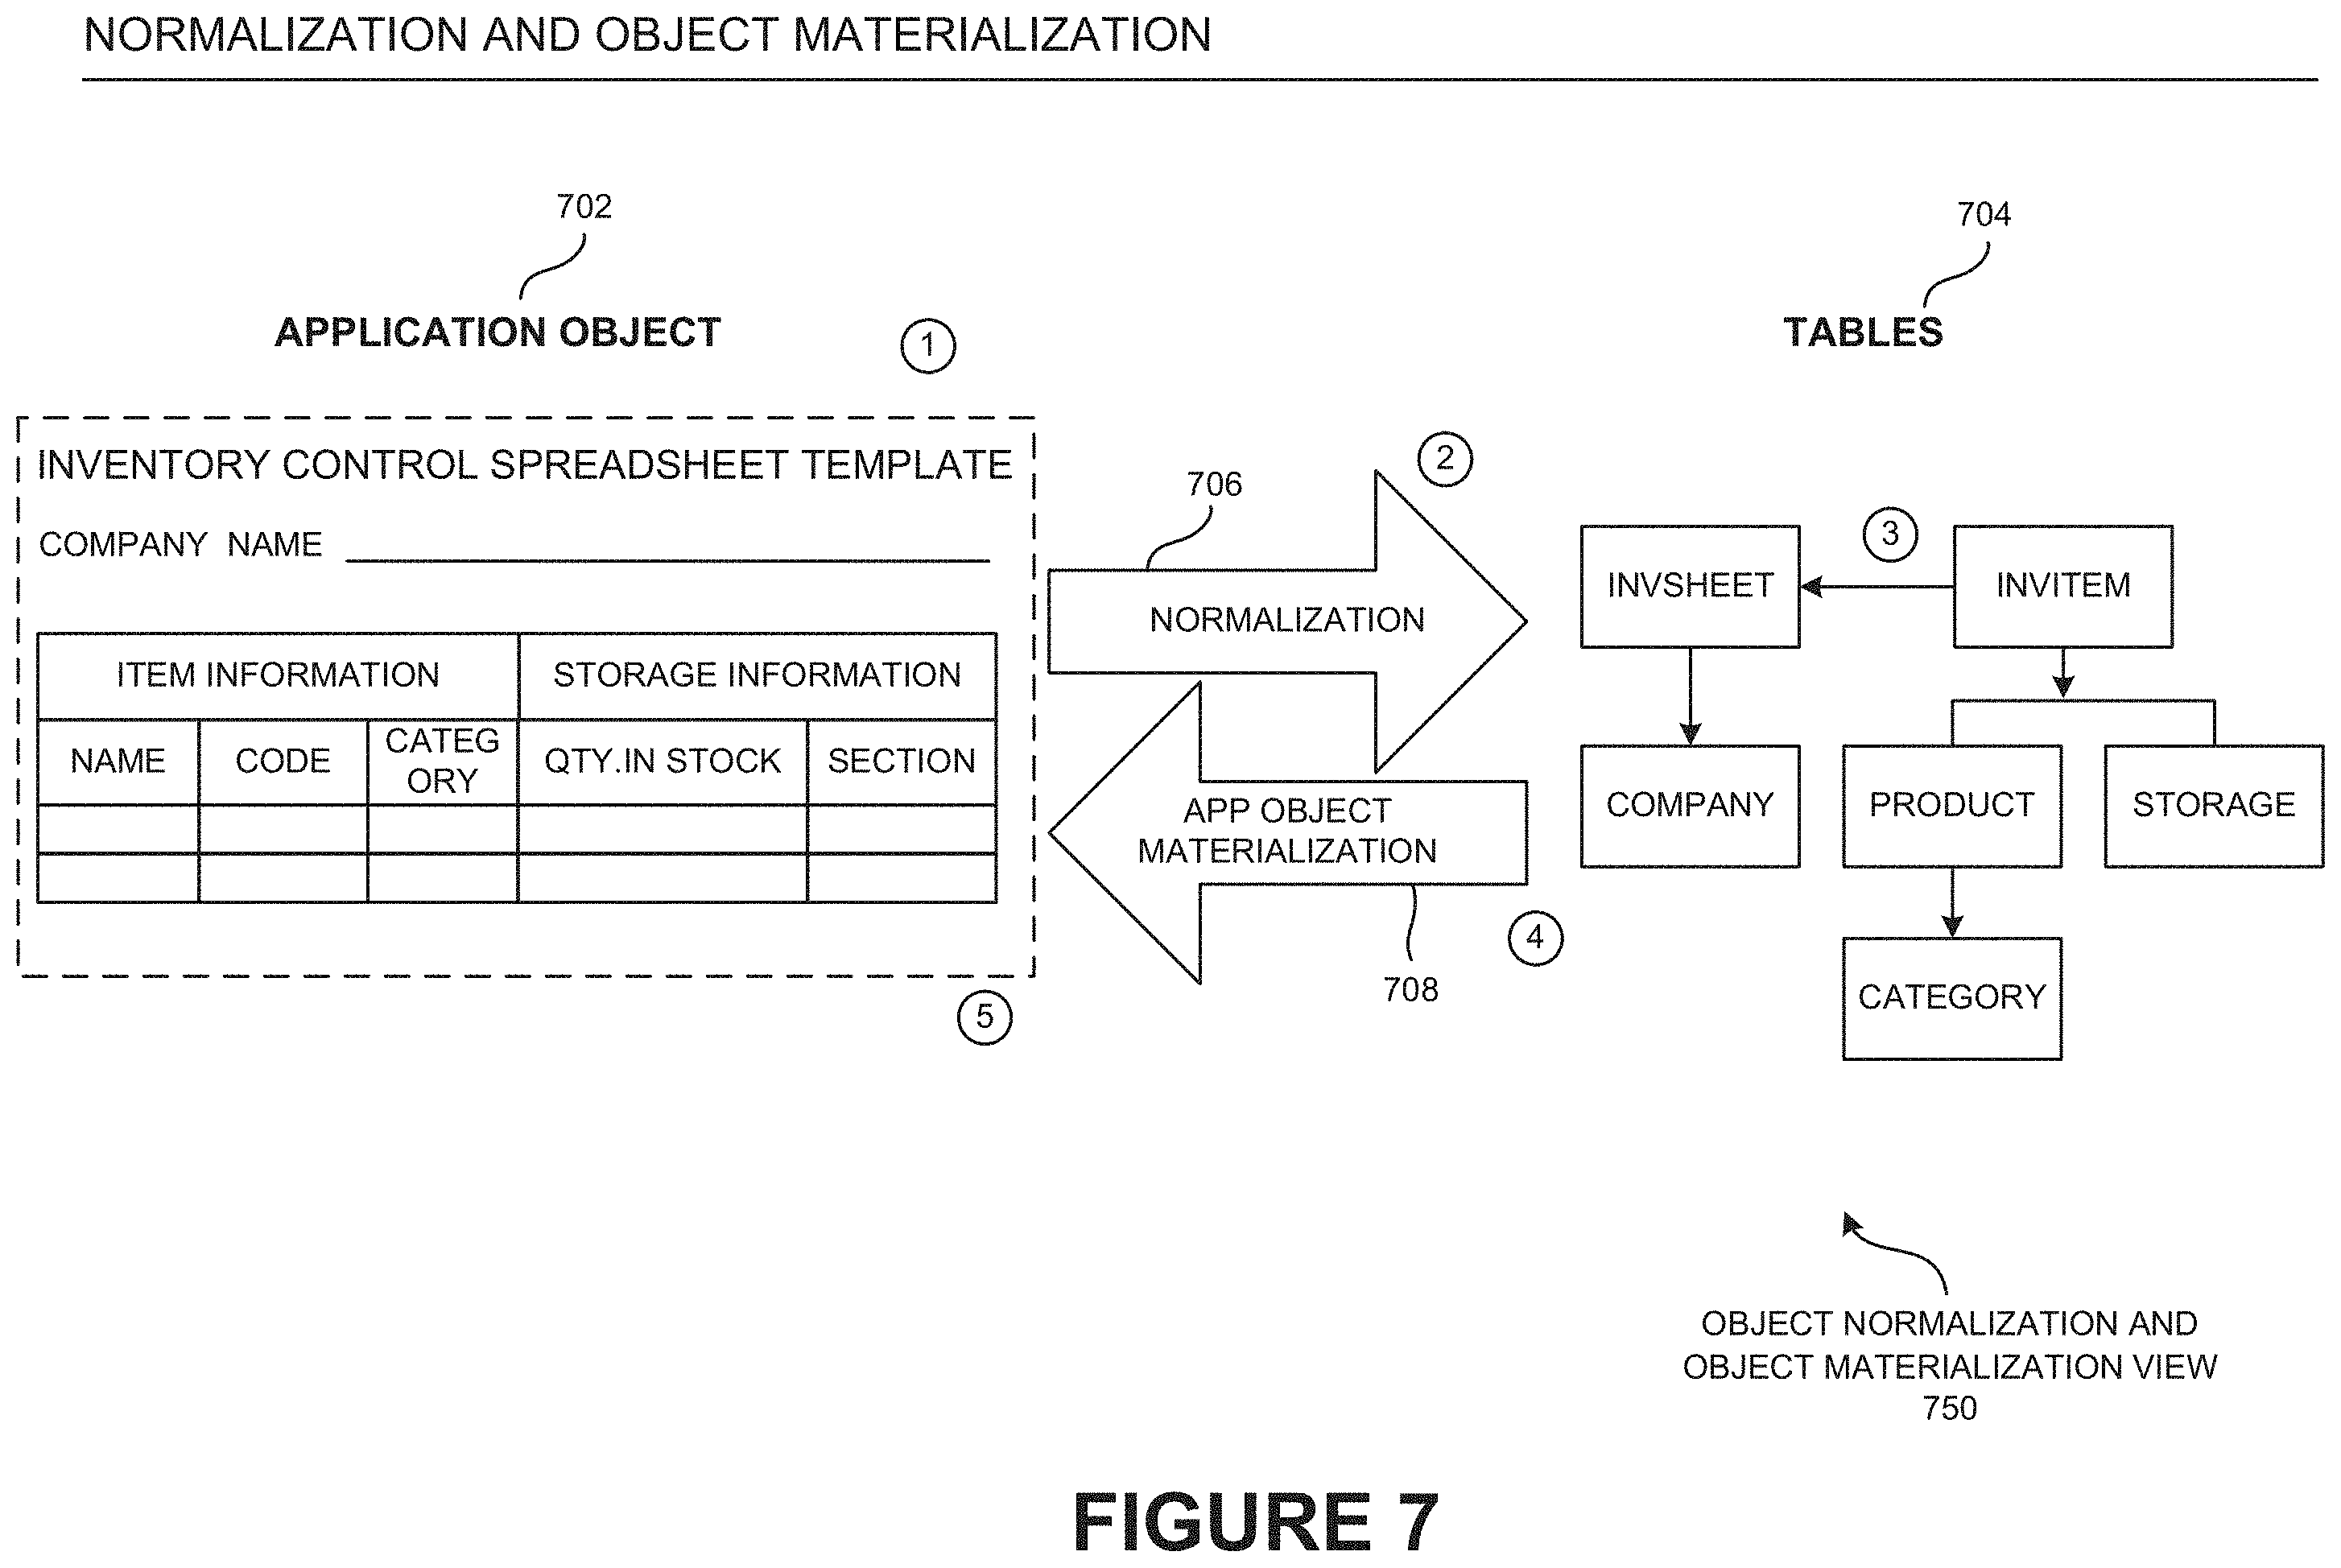 NORMALIZATION AND OBJECT MATERIALIZATION
702
704
APPLICATION OBJECT
1
TABLES
INVENTORY CONTROL SPREADSHEET TEMPLATE
COMPANY NAME
ITEM INFORMATION
STORAGE INFORMATION
NAME
CODE
CATEG
ORY
QTY.IN STOCK
SECTION
5
706
2
NORMALIZATION
APP OBJECT
MATERIALIZATION
708
4
INVSHEET
3
INVITEM
COMPANY
PRODUCT
STORAGE
CATEGORY
OBJECT NORMALIZATION AND
OBJECT MATERIALIZATION VIEW
750
FIGURE 7